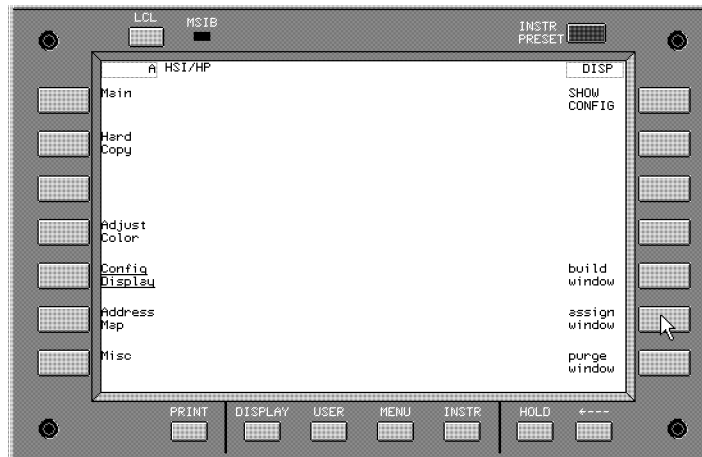 LCL
MSIB
INSTR
PRESET
A HSI/HP
DISP
Main
SHOW
CONFIG
Hard
Copy
Adjust
Color
Config
Display
build
window
Address
Map
assign
window
Misc
purge
window
PRINT DISPLAY USER MENU INSTR HOLD ←---